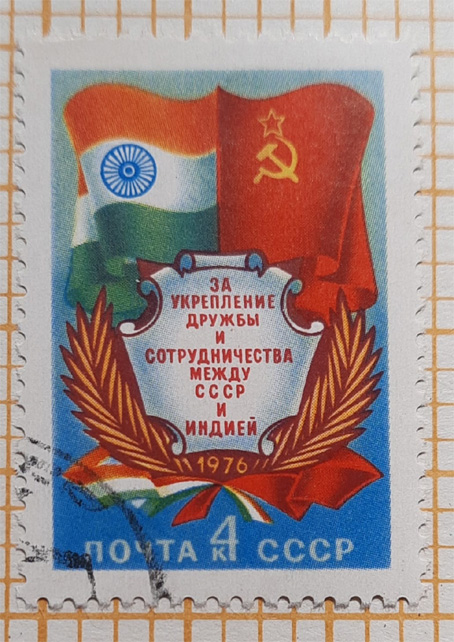 ЗА
УКРЕПЛЕНИЕ
ДРУЖБЫ
И
СОТРУДНИЧЕСТВА
МЕЖДУ
СССР
И
ИНДИЕЙ
1976
ПОЧТА 4 К СССР